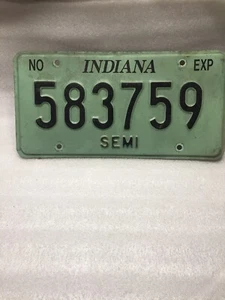 NO INDIANA EXP
583759
SEMI